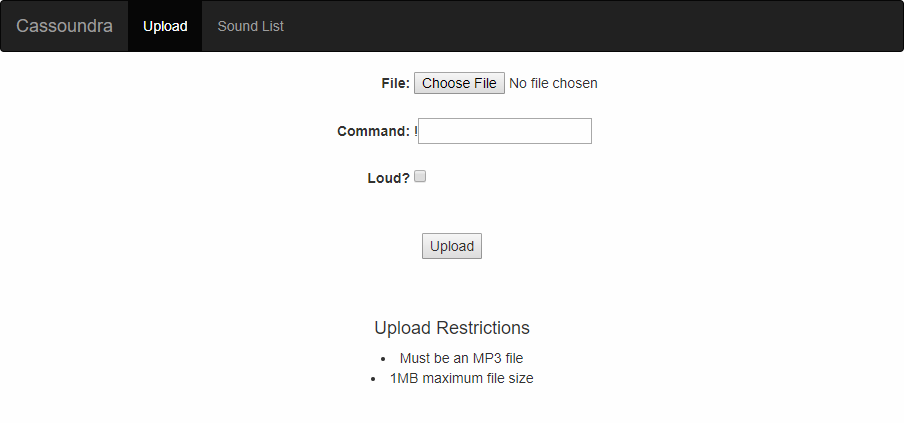 Cassoundra Upload Sound List
File: Choose File No file chosen
Command: !
Loud?
Upload
Upload Restrictions
• Must be an MP3 file
• 1MB maximum file size